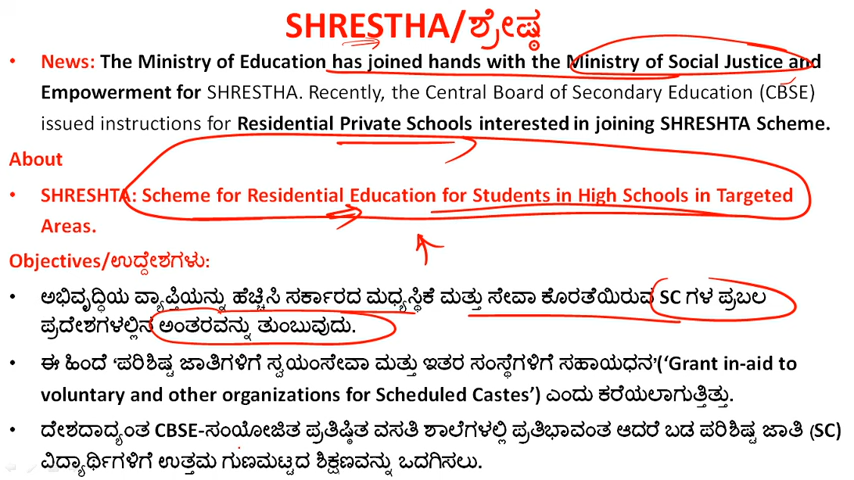 SHRESTHA/ಶ್ರೇಷ್ಠ
• News: The Ministry of Education has joined hands with the Ministry of Social Justice and
Empowerment for SHRESTHA. Recently, the Central Board of Secondary Education (CBSE)
issued instructions for Residential Private Schools interested in joining SHRESHTA Scheme.
About
• SHRESHTA: Scheme for Residential Education for Students in High Schools in Targeted
Areas.
Objectives/ಉದ್ದೇಶಗಳು:
• ಅಭಿವೃದ್ಧಿಯ ವ್ಯಾಪ್ತಿಯನ್ನು ಹೆಚ್ಚಿಸಿ ಸರ್ಕಾರದ ಮಧ್ಯಸ್ಥಿಕೆ ಮತ್ತು ಸೇವಾ ಕೊರತೆಯಿರುವ SC ಗಳ ಪ್ರಬಲ
ಪ್ರದೇಶಗಳಲ್ಲಿನ ಅಂತರವನ್ನು ತುಂಬುವುದು.
• ಈ ಹಿಂದೆ ‘ಪರಿಶಿಷ್ಟ ಜಾತಿಗಳಿಗೆ ಸ್ವಯಂಸೇವಾ ಮತ್ತು ಇತರ ಸಂಸ್ಥೆಗಳಿಗೆ ಸಹಾಯಧನ’(‘Grant in-aid to
voluntary and other organizations for Scheduled Castes’) ಎಂದು ಕರೆಯಲಾಗುತ್ತಿತ್ತು.
• ದೇಶದಾದ್ಯಂತ CBSE-ಸಂಯೋಜಿತ ಪ್ರತಿಷ್ಠಿತ ವಸತಿ ಶಾಲೆಗಳಲ್ಲಿ ಪ್ರತಿಭಾವಂತ ಆದರೆ ಬಡ ಪರಿಶಿಷ್ಟ ಜಾತಿ (SC)
ವಿದ್ಯಾರ್ಥಿಗಳಿಗೆ ಉತ್ತಮ ಗುಣಮಟ್ಟದ ಶಿಕ್ಷಣವನ್ನು ಒದಗಿಸಲು.